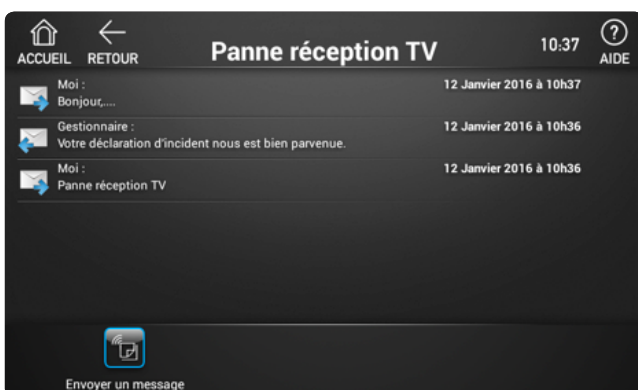 ACCUEIL
RETOUR
Panne réception TV
10:37
?
AIDE
Moi :
12 Janvier 2016 à 10h37
Bonjour,....
Gestionnaire :
12 Janvier 2016 à 10h36
Votre déclaration d'incident nous est bien parvenue.
Moi :
12 Janvier 2016 à 10h36
Panne réception TV
Envoyer un message